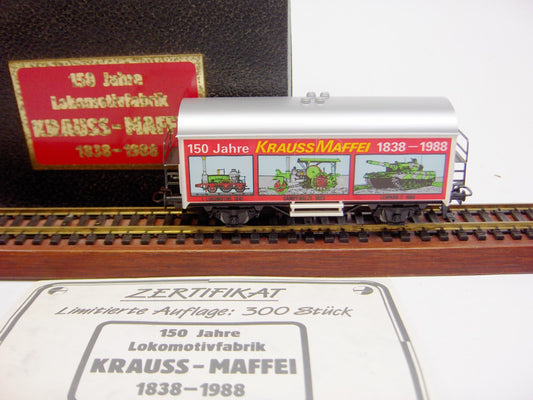 150 Jahre
Lokomotivfabrik
KRAUSS-MAFFEI
1838-1988
150 Jahre KRAUSS MAFFEI 1838-1988
ZERTIFIKAT
Limitierte Auflage: 300 Stück
150 Jahre
Lokomotivfabrik
KRAUSS-MAFFEI
1838-1988